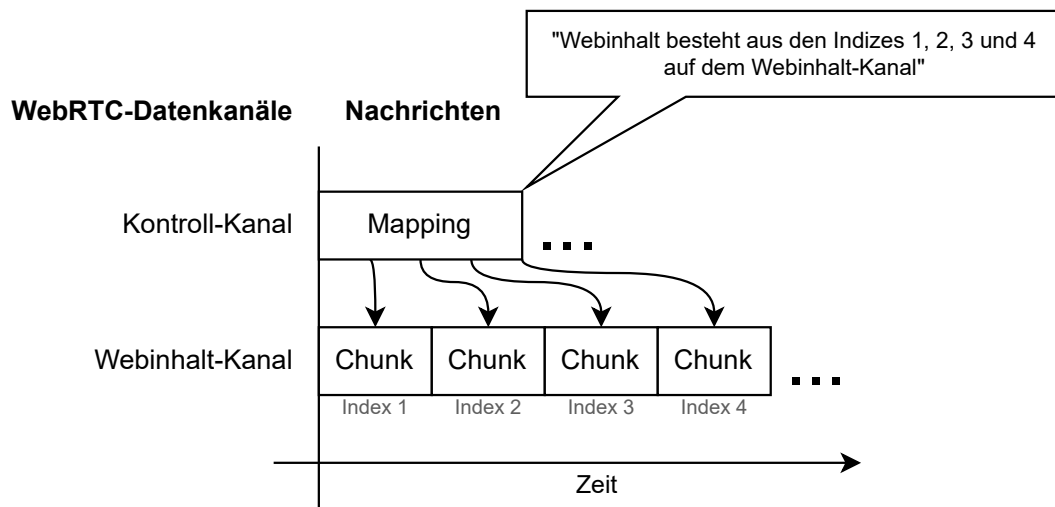 "Webinhalt besteht aus den Indizes 1, 2, 3 und 4
auf dem Webinhalt-Kanal"
WebRTC-Datenkanäle Nachrichten
Kontroll-Kanal Mapping
Webinhalt-Kanal Chunk Chunk Chunk Chunk
Index 1 Index 2 Index 3 Index 4
Zeit